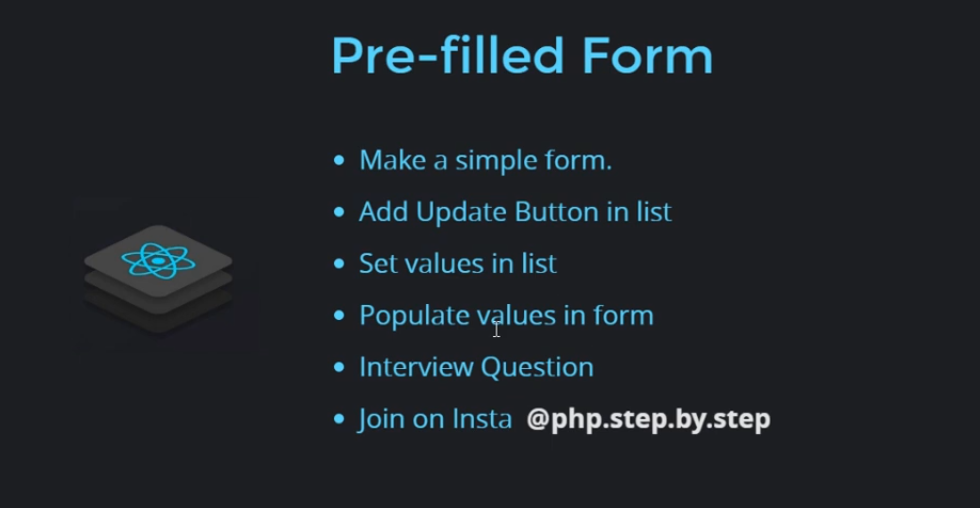 Pre-filled Form
• Make a simple form.
• Add Update Button in list
• Set values in list
• Populate values in form
• Interview Question
• Join on Insta @php.step.by.step